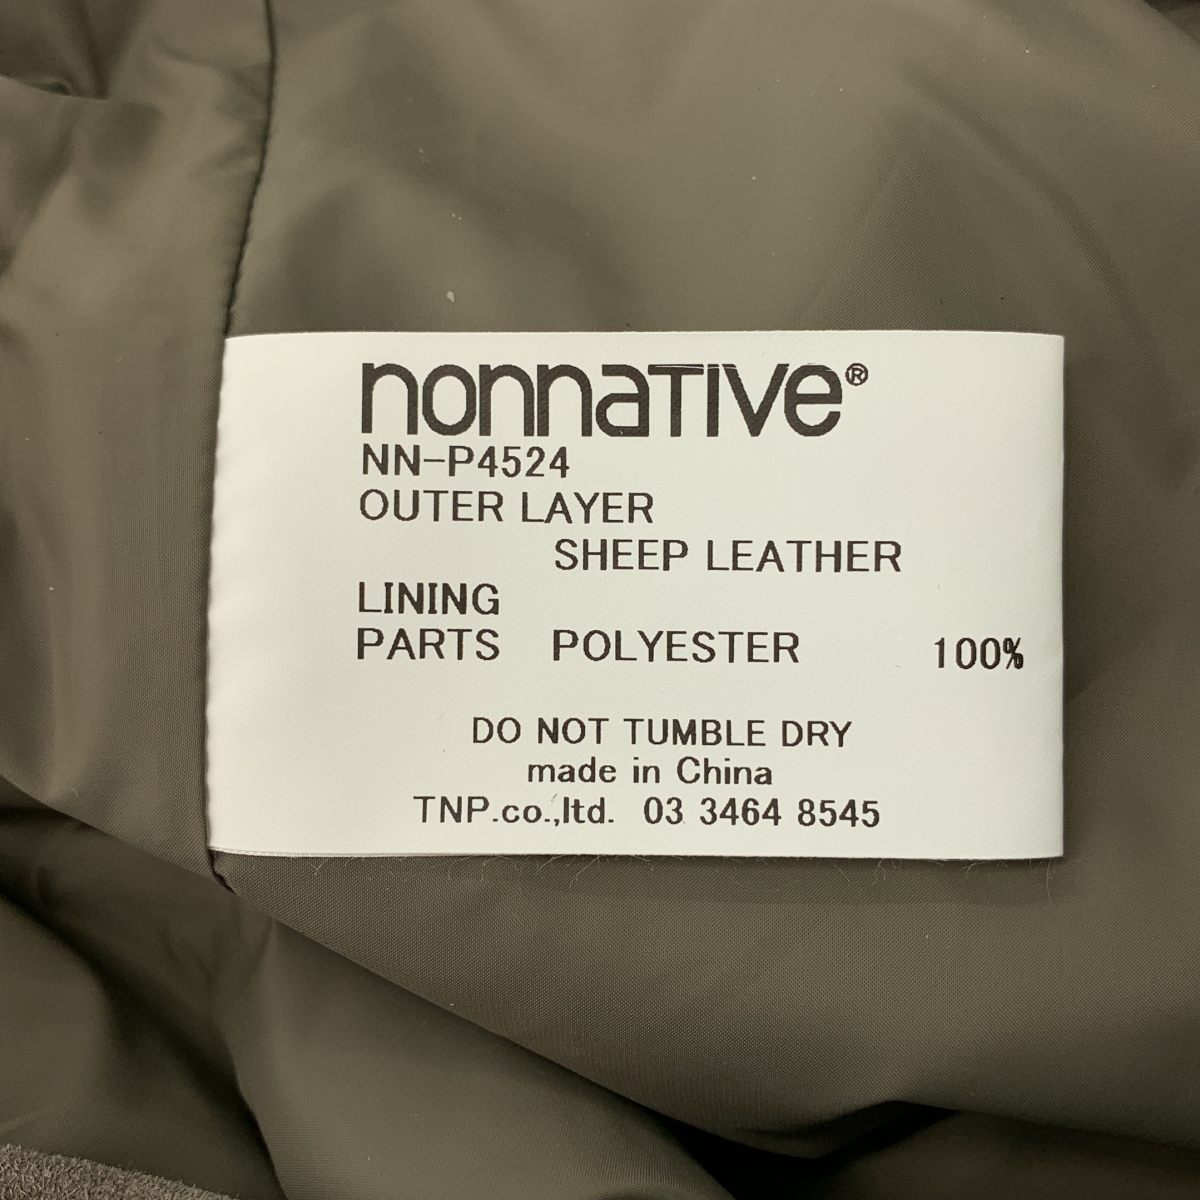 nonnaTIVe®
NN-P4524
OUTER LAYER
SHEEP LEATHER
LINING
PARTS POLYESTER 100%
DO NOT TUMBLE DRY
made in China
TNP.co.,ltd. 03 3464 8545